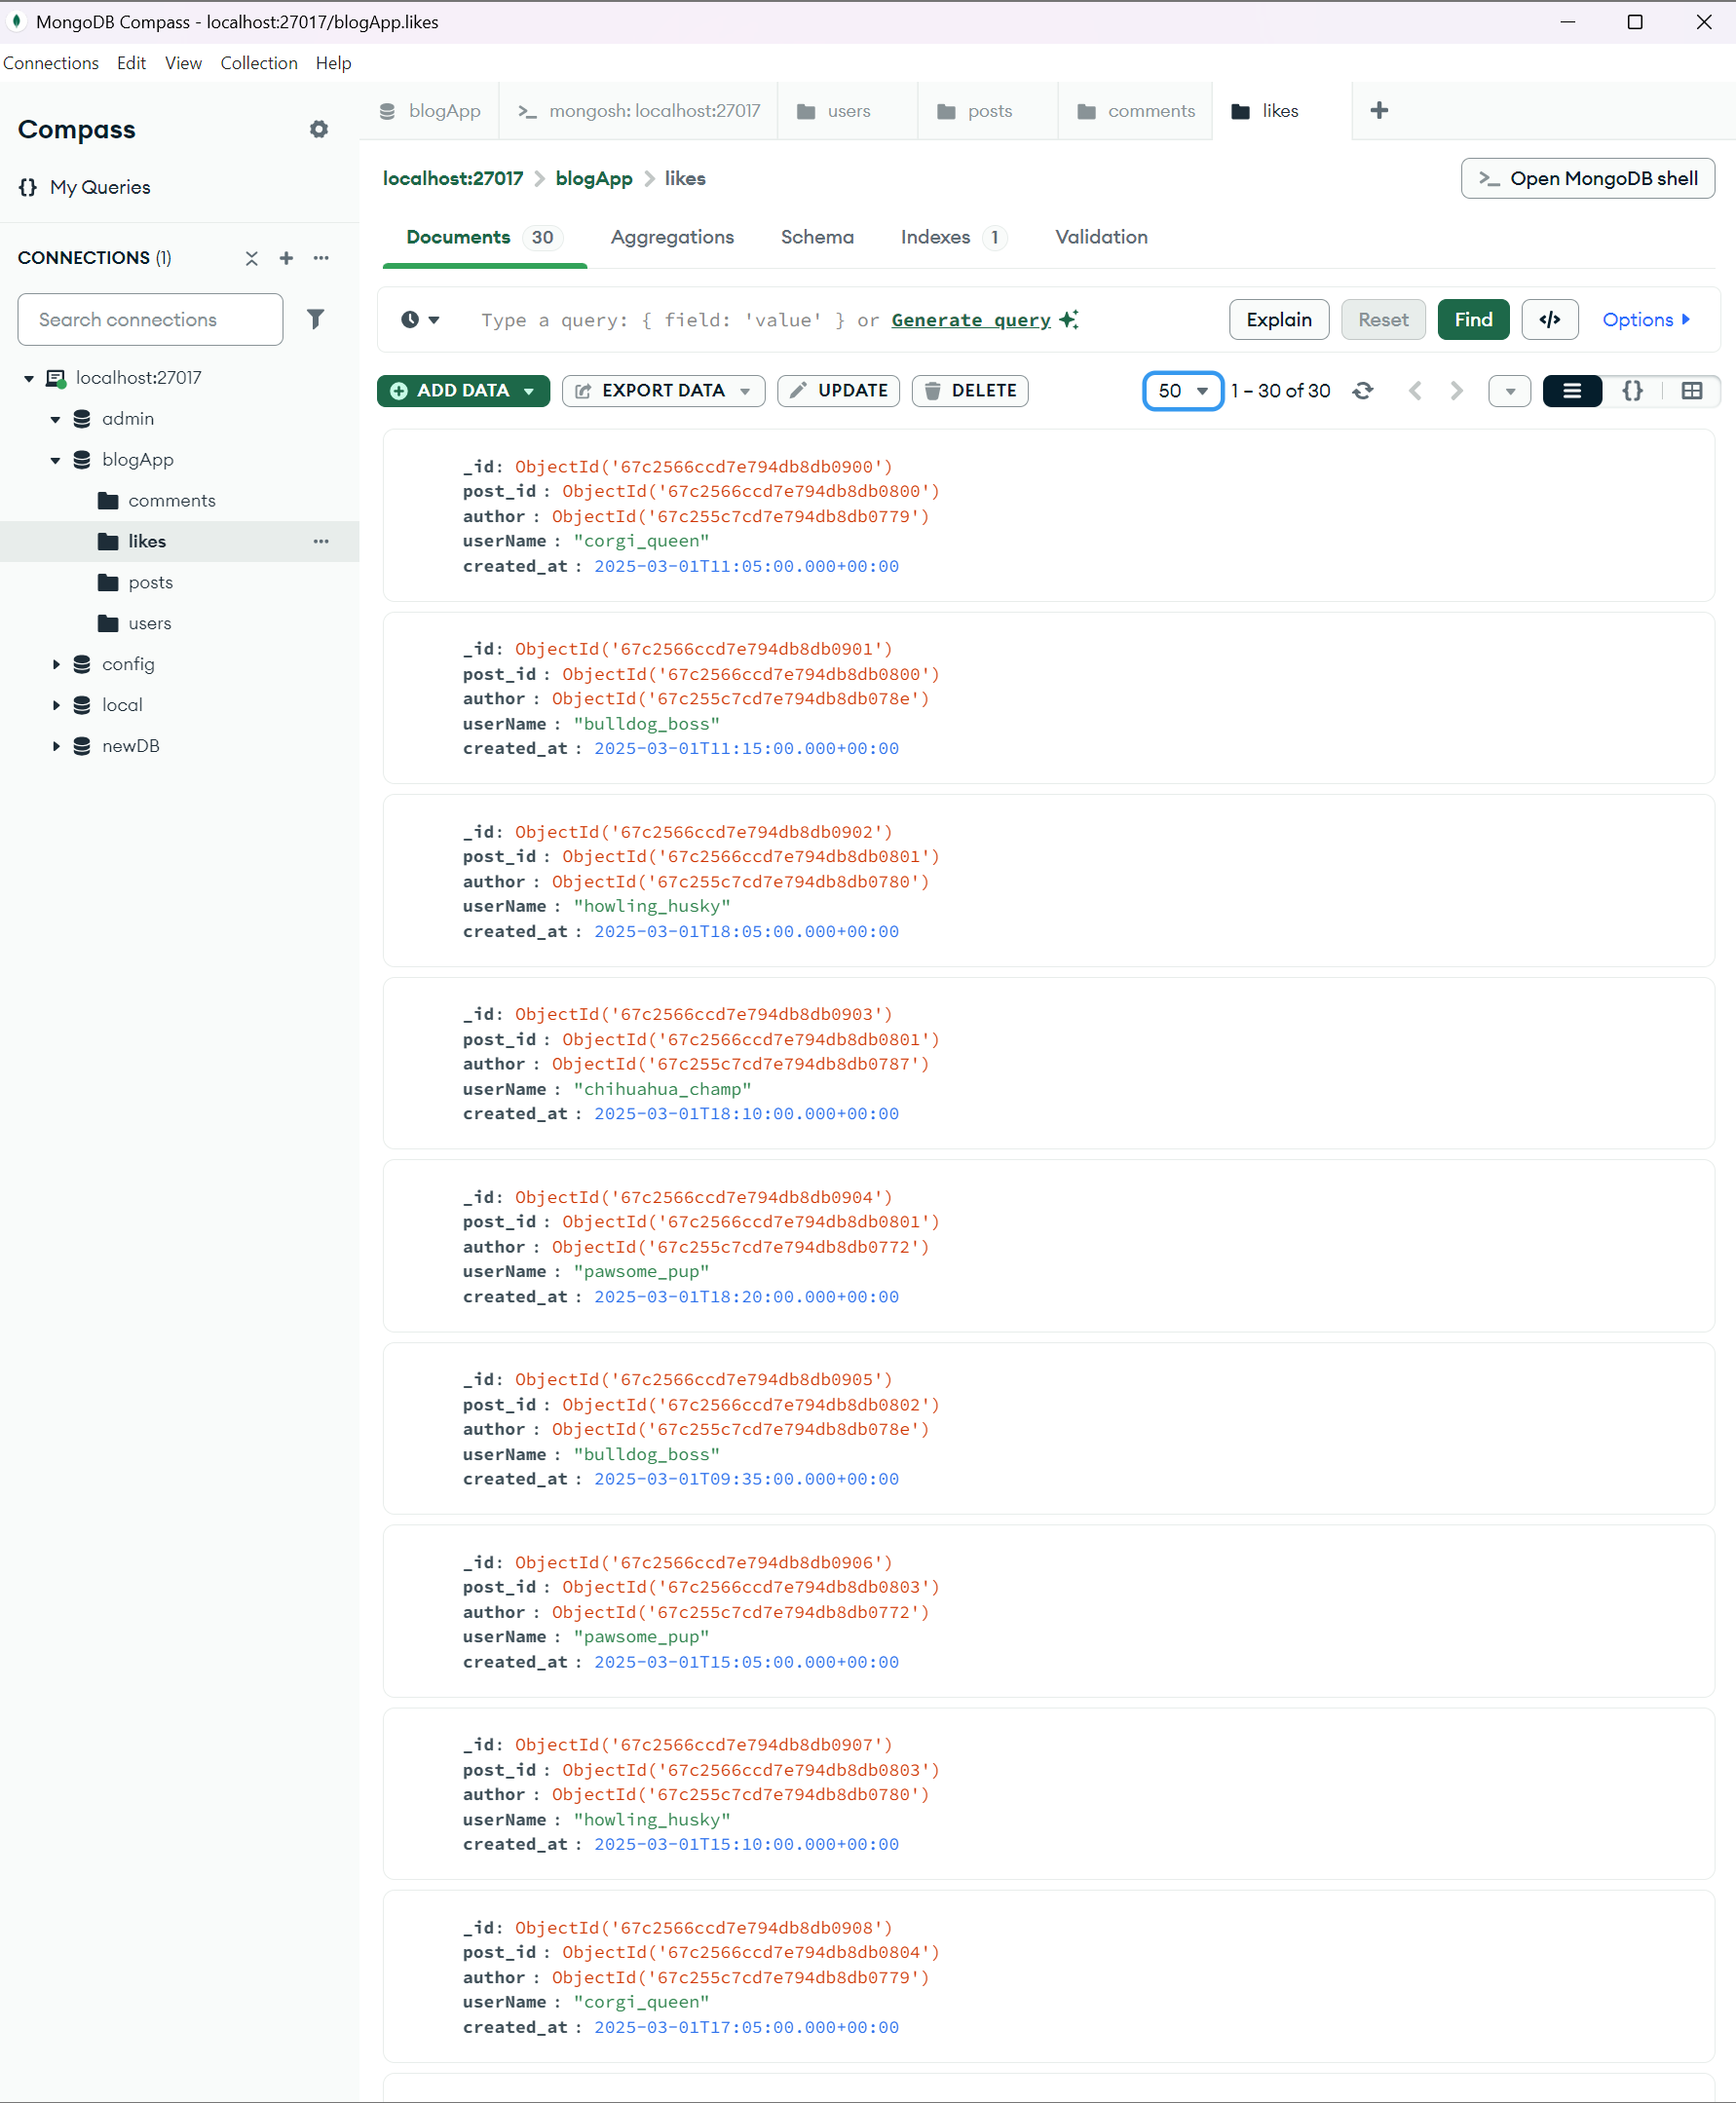 MongoDB Compass - localhost:27017/blogApp.likes
Connections Edit View Collection Help
Compass
My Queries
CONNECTIONS (1)
Search connections
localhost:27017
admin
blogApp
comments
likes
posts
users
config
local
newDB
blogApp
mongosh: localhost:27017
users
posts
comments
likes
localhost:27017 > blogApp > likes
Open MongoDB shell
Documents 30
Aggregations
Schema
Indexes 1
Validation
Type a query: { field: 'value' } or Generate query
Explain
Reset
Find
</>
Options
ADD DATA
EXPORT DATA
UPDATE
DELETE
50
1 – 30 of 30
{}
_id: ObjectId('67c2566ccd7e794db8db0900')
post_id : ObjectId('67c2566ccd7e794db8db0800')
author : ObjectId('67c255c7cd7e794db8db0779')
userName : "corgi_queen"
created_at : 2025-03-01T11:05:00.000+00:00
_id: ObjectId('67c2566ccd7e794db8db0901')
post_id : ObjectId('67c2566ccd7e794db8db0800')
author : ObjectId('67c255c7cd7e794db8db078e')
userName : "bulldog_boss"
created_at : 2025-03-01T11:15:00.000+00:00
_id: ObjectId('67c2566ccd7e794db8db0902')
post_id : ObjectId('67c2566ccd7e794db8db0801')
author : ObjectId('67c255c7cd7e794db8db0780')
userName : "howling_husky"
created_at : 2025-03-01T18:05:00.000+00:00
_id: ObjectId('67c2566ccd7e794db8db0903')
post_id : ObjectId('67c2566ccd7e794db8db0801')
author : ObjectId('67c255c7cd7e794db8db0787')
userName : "chihuahua_champ"
created_at : 2025-03-01T18:10:00.000+00:00
_id: ObjectId('67c2566ccd7e794db8db0904')
post_id : ObjectId('67c2566ccd7e794db8db0801')
author : ObjectId('67c255c7cd7e794db8db0772')
userName : "pawsome_pup"
created_at : 2025-03-01T18:20:00.000+00:00
_id: ObjectId('67c2566ccd7e794db8db0905')
post_id : ObjectId('67c2566ccd7e794db8db0802')
author : ObjectId('67c255c7cd7e794db8db078e')
userName : "bulldog_boss"
created_at : 2025-03-01T09:35:00.000+00:00
_id: ObjectId('67c2566ccd7e794db8db0906')
post_id : ObjectId('67c2566ccd7e794db8db0803')
author : ObjectId('67c255c7cd7e794db8db0772')
userName : "pawsome_pup"
created_at : 2025-03-01T15:05:00.000+00:00
_id: ObjectId('67c2566ccd7e794db8db0907')
post_id : ObjectId('67c2566ccd7e794db8db0803')
author : ObjectId('67c255c7cd7e794db8db0780')
userName : "howling_husky"
created_at : 2025-03-01T15:10:00.000+00:00
_id: ObjectId('67c2566ccd7e794db8db0908')
post_id : ObjectId('67c2566ccd7e794db8db0804')
author : ObjectId('67c255c7cd7e794db8db0779')
userName : "corgi_queen"
created_at : 2025-03-01T17:05:00.000+00:00